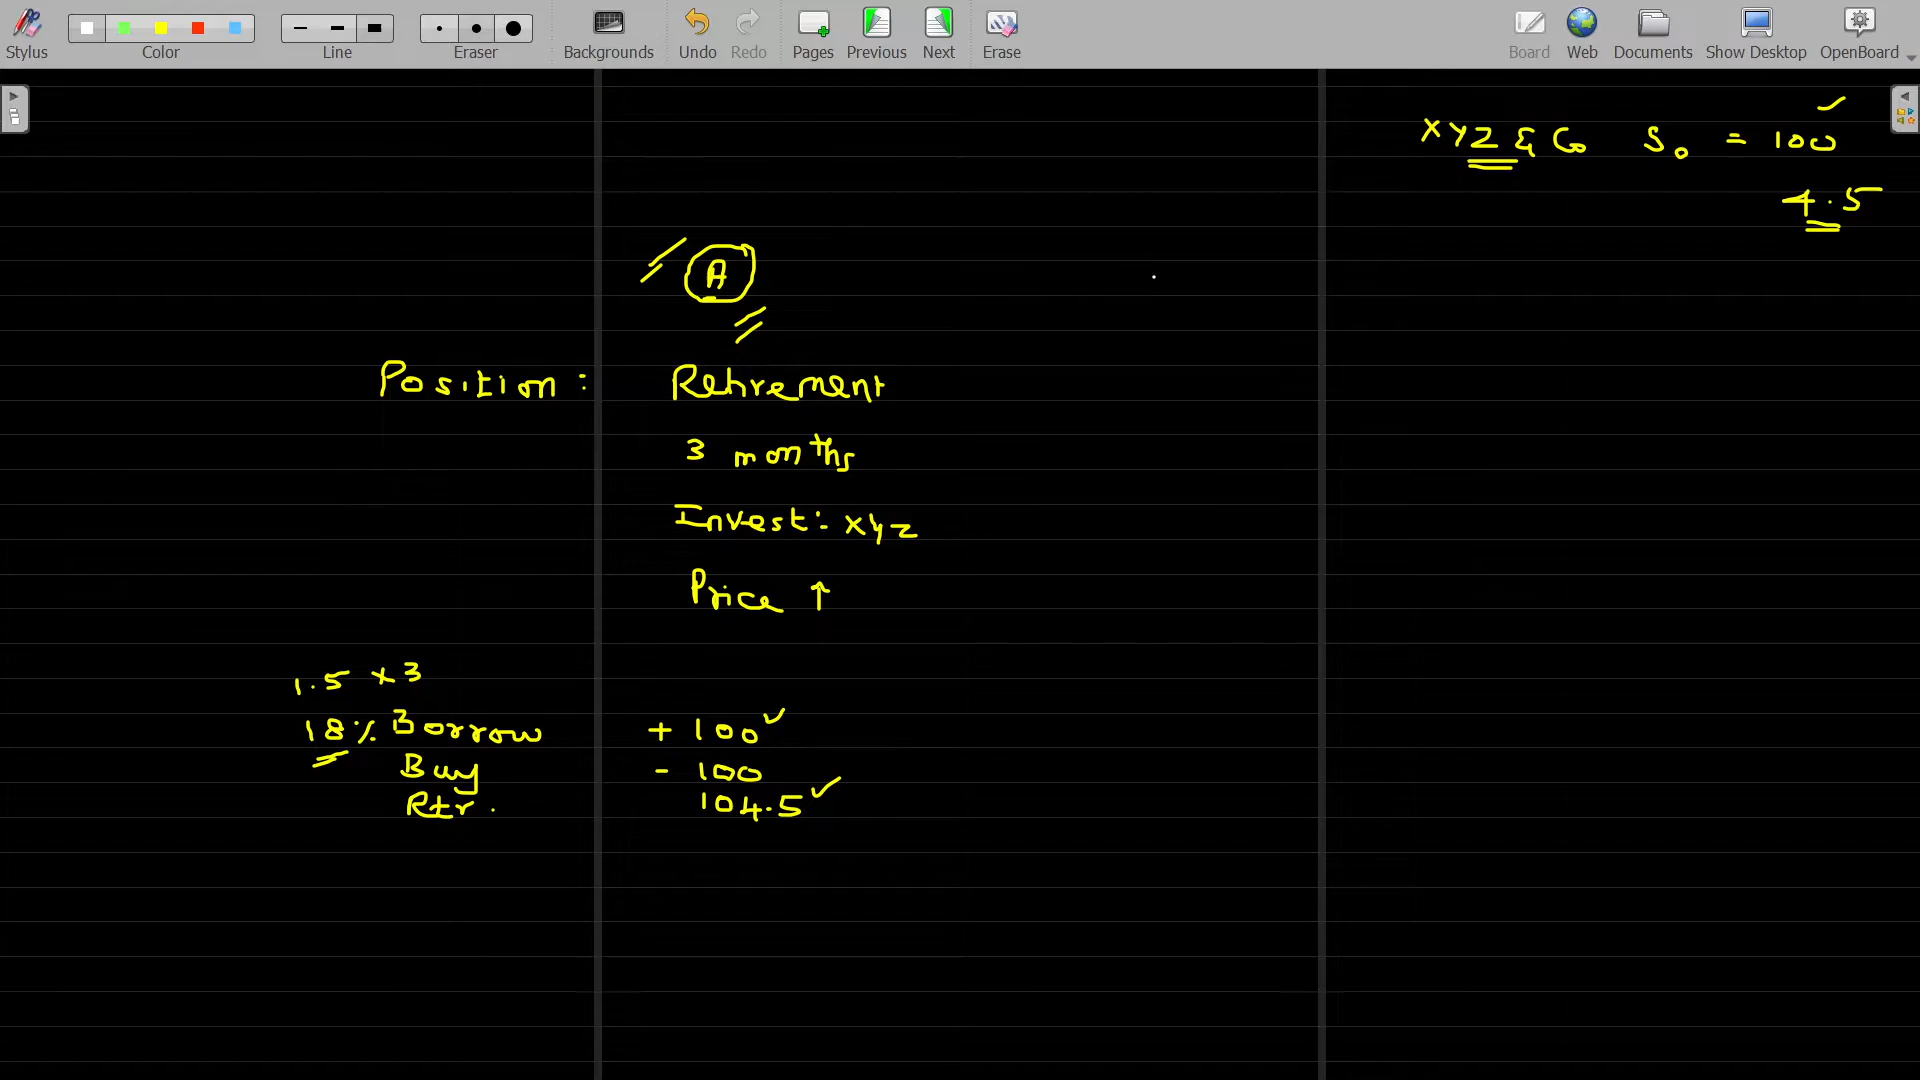 Stylus Color Line Eraser Backgrounds Undo Redo Pages Previous Next Erase Board Web Documents Show Desktop OpenBoard
XYZ & Co S0 = 100
4.5
A
Position : Retirement
3 months
Invest:- XYZ
Price ↑
1.5 x 3
18% Borrow + 100
Buy - 100
Rtr. 104.5